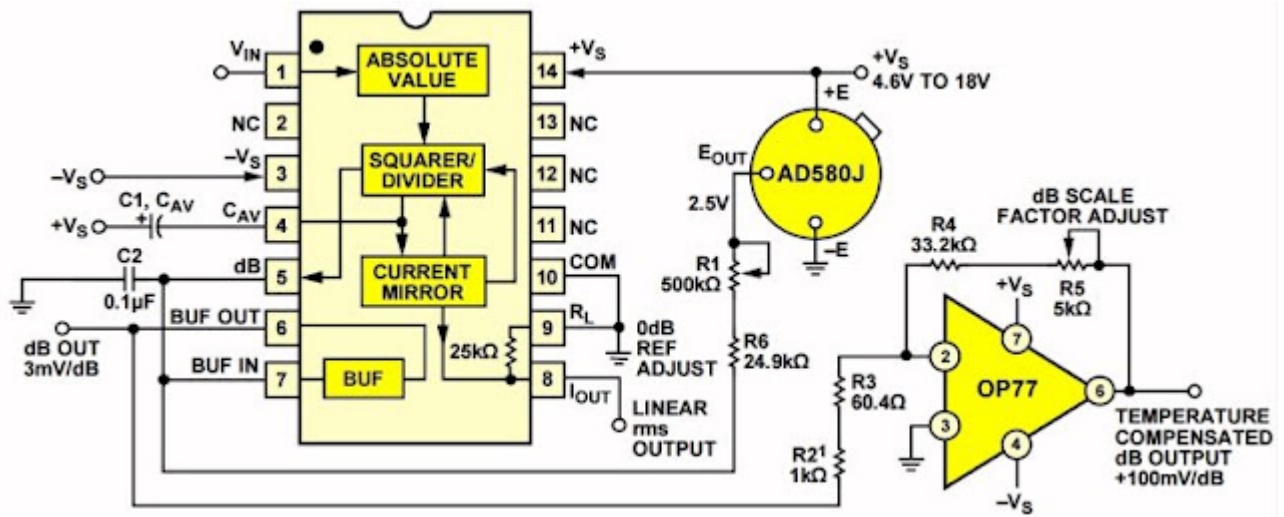 VIN
1
ABSOLUTE
VALUE
14
+VS
+VS
4.6V TO 18V
NC
2
13
NC
+E
–VS
–VS
3
SQUARER/
DIVIDER
12
NC
EOUT
AD580J
2.5V
–E
C1, CAV
+
+VS
CAV
4
11
NC
dB SCALE
FACTOR ADJUST
R4
33.2kΩ
R5
5kΩ
C2
0.1µF
dB
5
CURRENT
MIRROR
10
COM
R1
500kΩ
BUF OUT
6
25kΩ
9
RL
0dB
REF
ADJUST
R6
24.9kΩ
dB OUT
3mV/dB
BUF IN
7
BUF
8
IOUT
LINEAR
rms
OUTPUT
+VS
7
2
R3
60.4Ω
OP77
6
3
4
R2¹
1kΩ
–VS
TEMPERATURE
COMPENSATED
dB OUTPUT
+100mV/dB